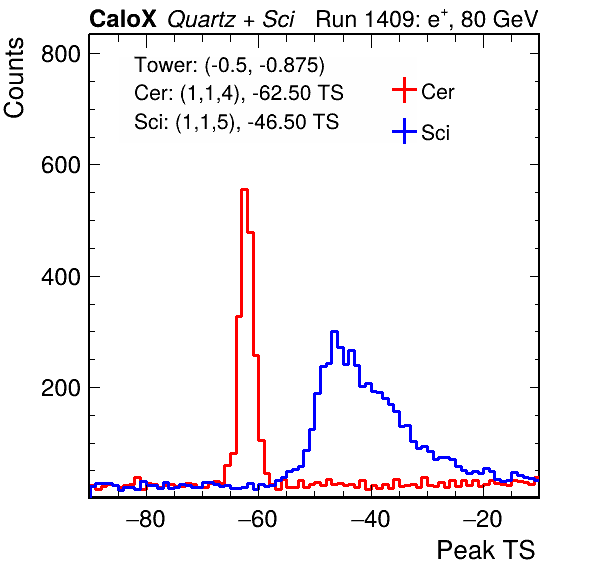 CaloX Quartz + Sci Run 1409: e⁺, 80 GeV
Counts
800
600
400
200
Tower: (-0.5, -0.875)
Cer: (1,1,4), -62.50 TS
Sci: (1,1,5), -46.50 TS
Cer
Sci
−80 −60 −40 −20
Peak TS